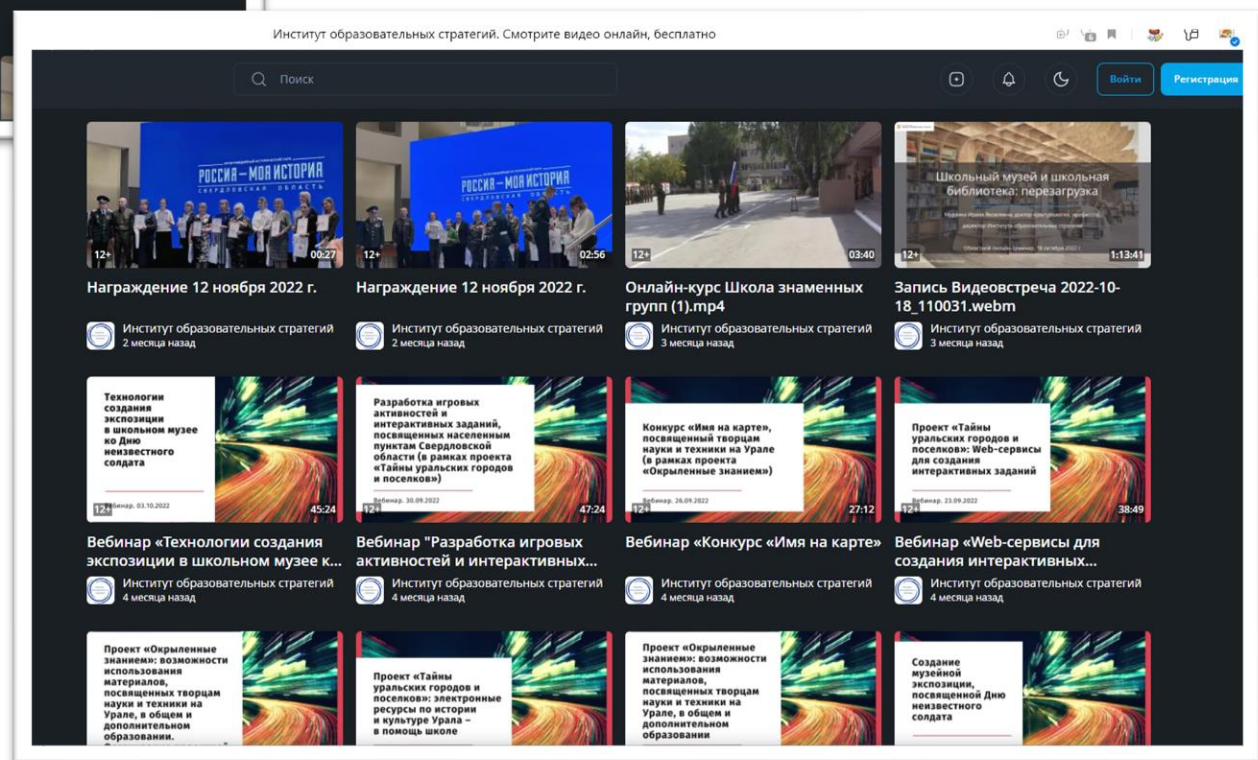 Институт образовательных стратегий. Смотрите видео онлайн, бесплатно
Поиск
Войти
Регистрация
РОССИЯ – МОЯ ИСТОРИЯ
СВЕРДЛОВСКАЯ ОБЛАСТЬ
12+
00:27
РОССИЯ – МОЯ ИСТОРИЯ
12+
02:56
12+
03:40
Школьный музей и школьная
библиотека: перезагрузка
12+
1:13:41
Награждение 12 ноября 2022 г.
Институт образовательных стратегий
2 месяца назад
Награждение 12 ноября 2022 г.
Институт образовательных стратегий
2 месяца назад
Онлайн-курс Школа знаменных
групп (1).mp4
Институт образовательных стратегий
3 месяца назад
Запись Видеовстреча 2022-10-
18_110031.webm
Институт образовательных стратегий
3 месяца назад
Технологии
создания
экспозиции
в школьном музее
ко Дню
неизвестного
солдата
Вебинар. 03.10.2022
12+
45:24
Разработка игровых
активностей и
интерактивных заданий,
посвященных населенным
пунктам Свердловской
области (в рамках проекта
«Тайны уральских городов
и поселков»)
Вебинар. 30.09.2022
12+
47:24
Конкурс «Имя на карте»,
посвященный творцам
науки и техники на Урале
(в рамках проекта
«Окрыленные знанием»)
Вебинар. 26.09.2022
12+
27:12
Проект «Тайны
уральских городов и
поселков»: Web-сервисы
для создания
интерактивных заданий
Вебинар. 23.09.2022
12+
38:49
Вебинар «Технологии создания
экспозиции в школьном музее к...
Институт образовательных стратегий
4 месяца назад
Вебинар "Разработка игровых
активностей и интерактивных...
Институт образовательных стратегий
4 месяца назад
Вебинар «Конкурс «Имя на карте»
Институт образовательных стратегий
4 месяца назад
Вебинар «Web-сервисы для
создания интерактивных...
Институт образовательных стратегий
4 месяца назад
Проект «Окрыленные
знанием»: возможности
использования
материалов,
посвященных творцам
науки и техники на
Урале, в общем и
дополнительном
образовании.
Проект «Тайны
уральских городов и
поселков»: электронные
ресурсы по истории
и культуре Урала –
в помощь школе
Проект «Окрыленные
знанием»: возможности
использования
материалов,
посвященных творцам
науки и техники на
Урале, в общем и
дополнительном
образовании
Создание
музейной
экспозиции,
посвященной Дню
неизвестного
солдата